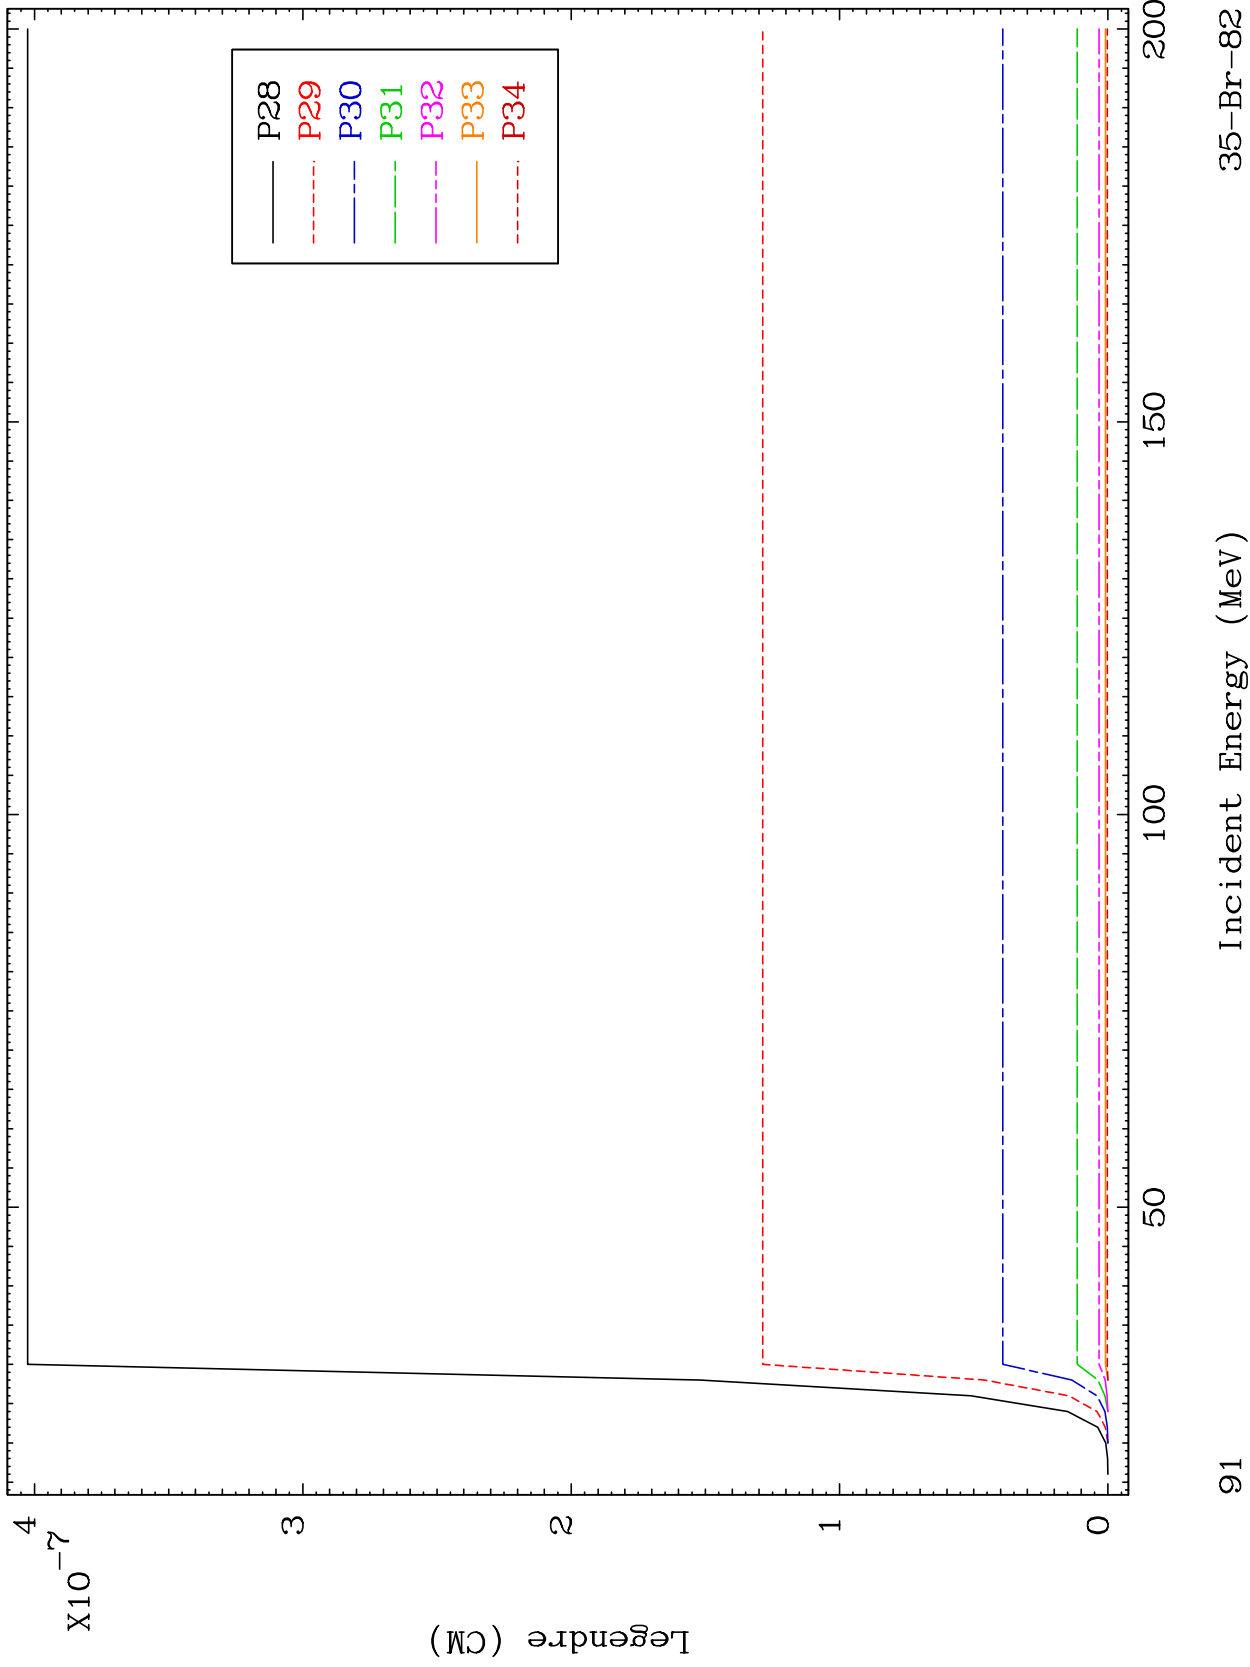 X10-7
4
3
2
1
0
Legendre (CM)
P28
P29
P30
P31
P32
P33
P34
50
100
150
200
Incident Energy (MeV)
91
35-Br-82